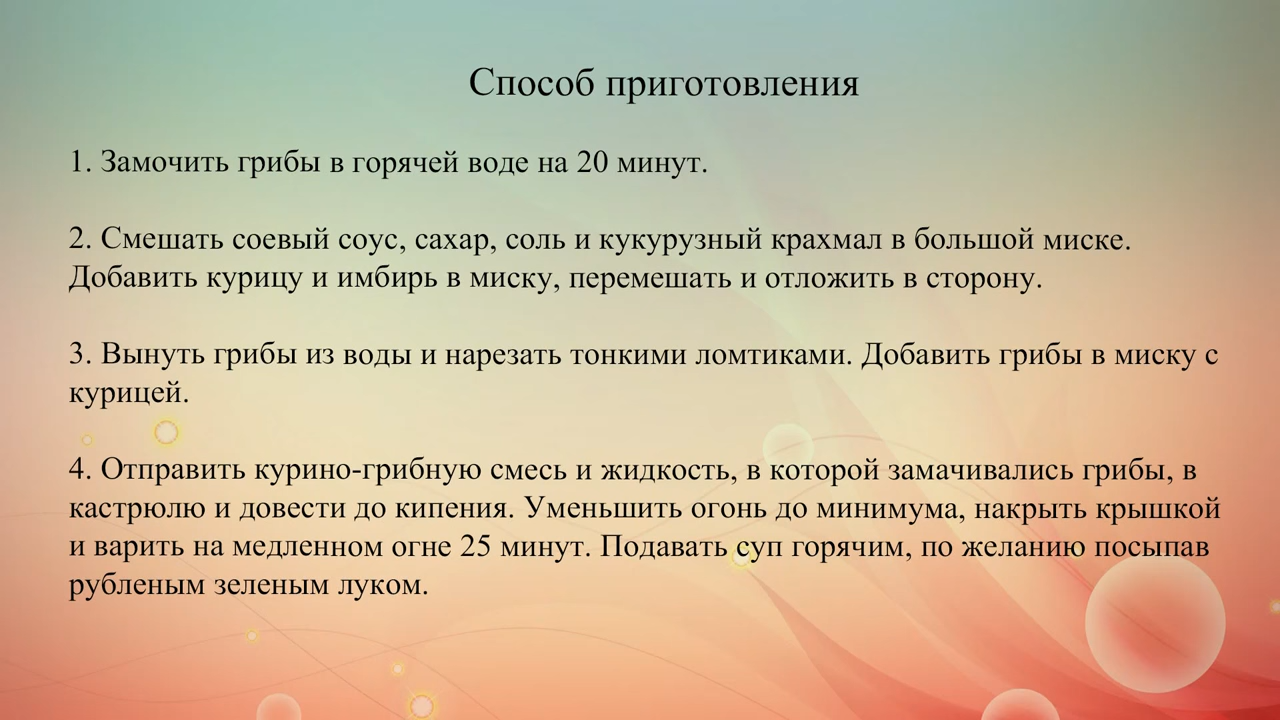 Способ приготовления
1. Замочить грибы в горячей воде на 20 минут.
2. Смешать соевый соус, сахар, соль и кукурузный крахмал в большой миске.
Добавить курицу и имбирь в миску, перемешать и отложить в сторону.
3. Вынуть грибы из воды и нарезать тонкими ломтиками. Добавить грибы в миску с
курицей.
4. Отправить курино-грибную смесь и жидкость, в которой замачивались грибы, в
кастрюлю и довести до кипения. Уменьшить огонь до минимума, накрыть крышкой
и варить на медленном огне 25 минут. Подавать суп горячим, по желанию посыпав
рубленым зеленым луком.